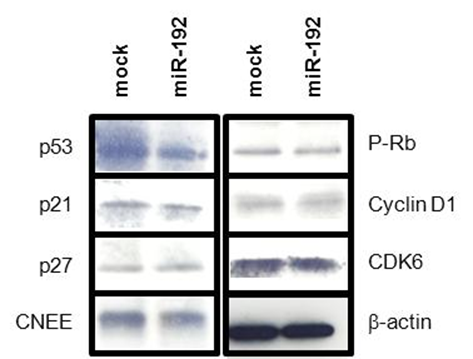 mock
miR-192
mock
miR-192
p53
P-Rb
p21
Cyclin D1
p27
CDK6
CNEE
β-actin